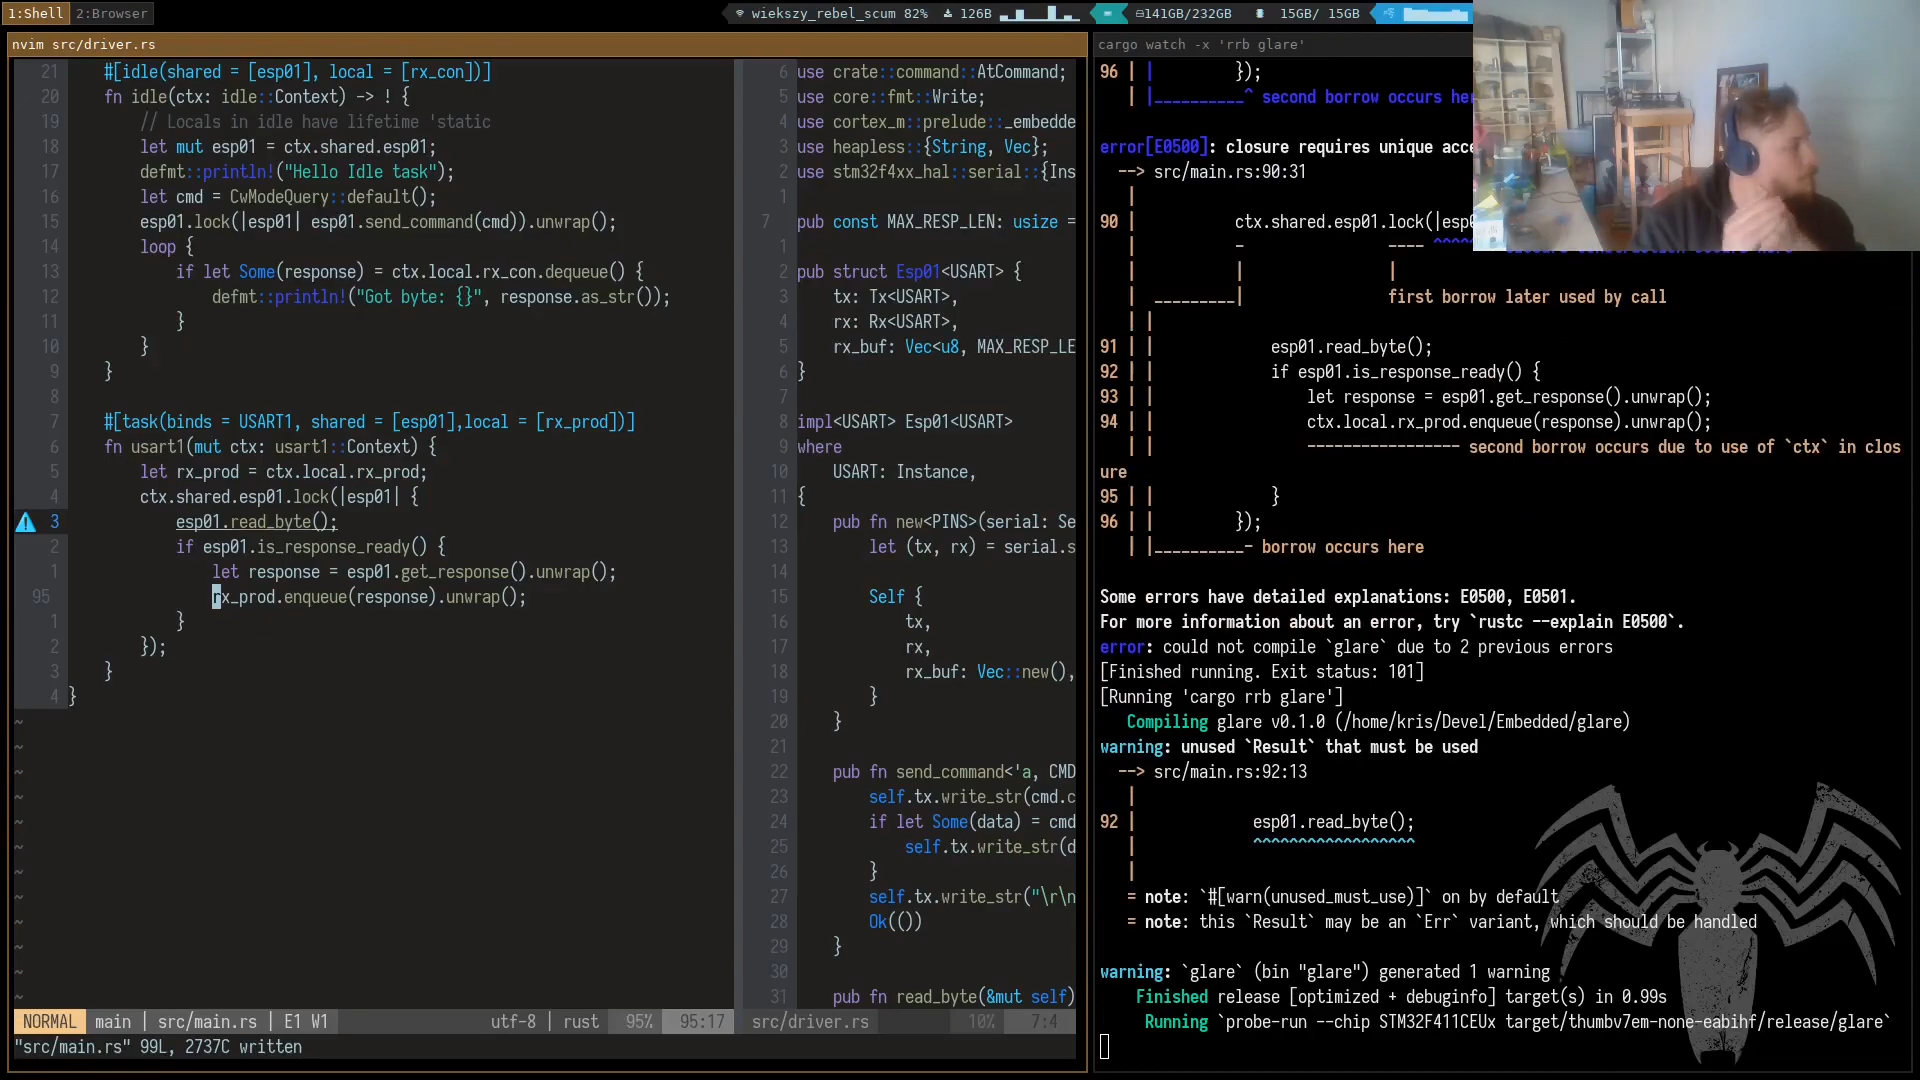 1:Shell 2:Browser
wiekszy_rebel_scum 82% 126B 141GB/232GB 15GB/ 15GB
nvim src/driver.rs
21 #[idle(shared = [esp01], local = [rx_con])]
20 fn idle(ctx: idle::Context) -> ! {
19 // Locals in idle have lifetime 'static
18 let mut esp01 = ctx.shared.esp01;
17 defmt::println!("Hello Idle task");
16 let cmd = CwModeQuery::default();
15 esp01.lock(|esp01| esp01.send_command(cmd)).unwrap();
14 loop {
13 if let Some(response) = ctx.local.rx_con.dequeue() {
12 defmt::println!("Got byte: {}", response.as_str());
11 }
10 }
9 }
8
7 #[task(binds = USART1, shared = [esp01],local = [rx_prod])]
6 fn usart1(mut ctx: usart1::Context) {
5 let rx_prod = ctx.local.rx_prod;
4 ctx.shared.esp01.lock(|esp01| {
3 esp01.read_byte();
2 if esp01.is_response_ready() {
1 let response = esp01.get_response().unwrap();
95 rx_prod.enqueue(response).unwrap();
1 }
2 });
3 }
4 }
~
~
~
~
~
~
~
~
~
~
~
~
NORMAL main | src/main.rs | E1 W1 utf-8 | rust 95% 95:17
"src/main.rs" 99L, 2737C written
6 use crate::command::AtCommand;
5 use core::fmt::Write;
4 use cortex_m::prelude::_embedde
3 use heapless::{String, Vec};
2 use stm32f4xx_hal::serial::{Ins
1
7 pub const MAX_RESP_LEN: usize =
1
2 pub struct Esp01<USART> {
3 tx: Tx<USART>,
4 rx: Rx<USART>,
5 rx_buf: Vec<u8, MAX_RESP_LE
6 }
7
8 impl<USART> Esp01<USART>
9 where
10 USART: Instance,
11 {
12 pub fn new<PINS>(serial: Se
13 let (tx, rx) = serial.s
14
15 Self {
16 tx,
17 rx,
18 rx_buf: Vec::new(),
19 }
20 }
21
22 pub fn send_command<'a, CMD
23 self.tx.write_str(cmd.c
24 if let Some(data) = cmd
25 self.tx.write_str(d
26 }
27 self.tx.write_str("\r\n
28 Ok(())
29 }
30
31 pub fn read_byte(&mut self)
src/driver.rs 10% 7:4
cargo watch -x 'rrb glare'
96 | | });
| |__________^ second borrow occurs her
error[E0500]: closure requires unique acce
--> src/main.rs:90:31
|
90 | ctx.shared.esp01.lock(|esp0
| - ---- ^^^^
| | |
| _________| first borrow later used by call
| |
91 | | esp01.read_byte();
92 | | if esp01.is_response_ready() {
93 | | let response = esp01.get_response().unwrap();
94 | | ctx.local.rx_prod.enqueue(response).unwrap();
| | ----------------- second borrow occurs due to use of `ctx` in clos
ure
95 | | }
96 | | });
| |__________- borrow occurs here
Some errors have detailed explanations: E0500, E0501.
For more information about an error, try `rustc --explain E0500`.
error: could not compile `glare` due to 2 previous errors
[Finished running. Exit status: 101]
[Running 'cargo rrb glare']
Compiling glare v0.1.0 (/home/kris/Devel/Embedded/glare)
warning: unused `Result` that must be used
--> src/main.rs:92:13
|
92 | esp01.read_byte();
| ^^^^^^^^^^^^^^^^^^
|
= note: `#[warn(unused_must_use)]` on by default
= note: this `Result` may be an `Err` variant, which should be handled
warning: `glare` (bin "glare") generated 1 warning
Finished release [optimized + debuginfo] target(s) in 0.99s
Running `probe-run --chip STM32F411CEUx target/thumbv7em-none-eabihf/release/glare`